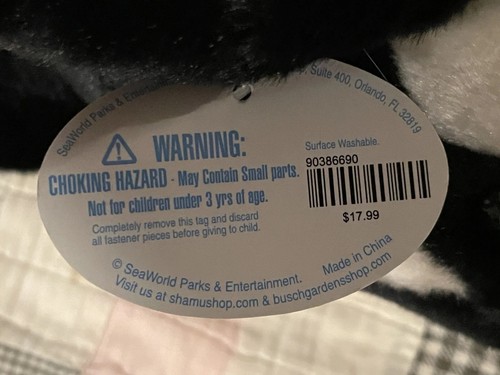 SeaWorld Parks & E
. Suite 400, Orlando, FL 32819
WARNING:
CHOKING HAZARD - May Contain Small parts.
Not for children under 3 yrs of age.
Completely remove this tag and discard
all fastener pieces before giving to child.
Surface Washable.
90386690
$17.99
© SeaWorld Parks & Entertainment. Made in China
Visit us at shamushop.com & buschgardensshop.com